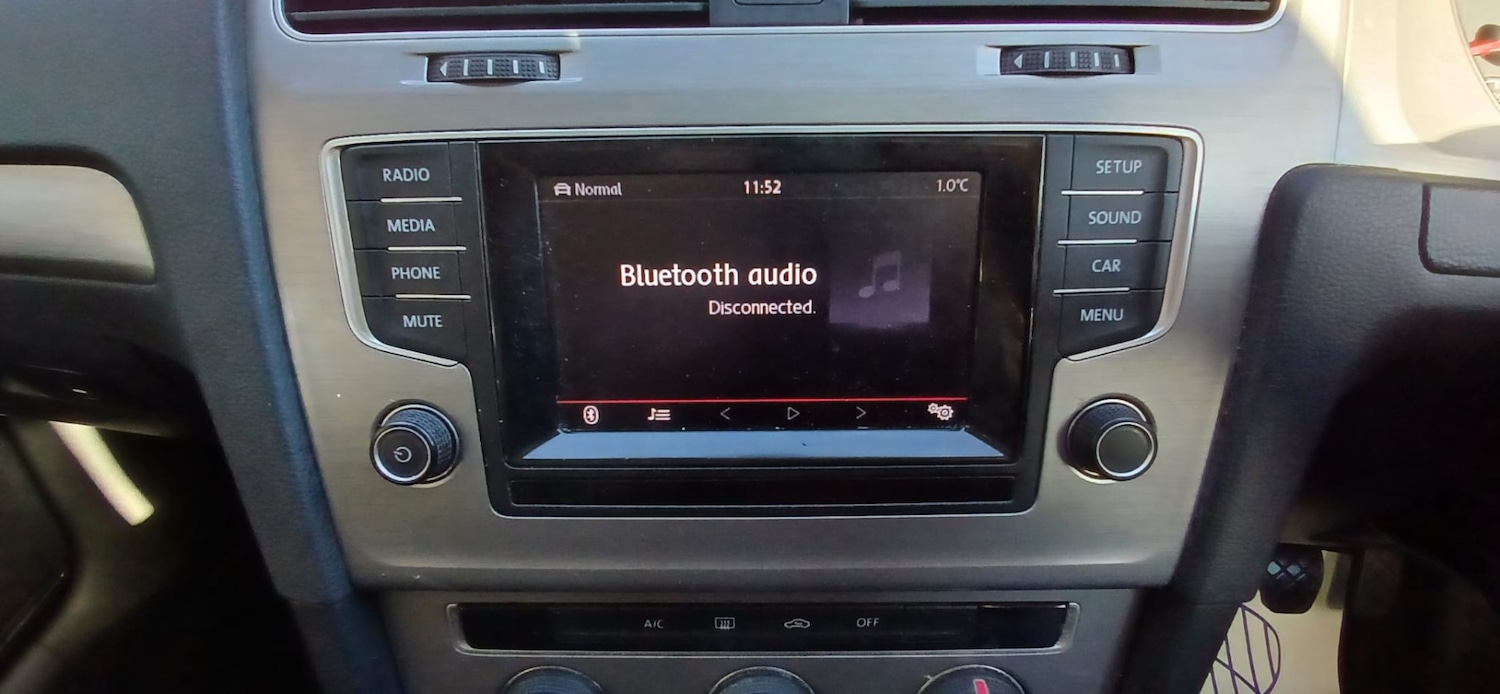 RADIO
MEDIA
PHONE
MUTE
Normal 11:52 1.0°C
Bluetooth audio
Disconnected.
SETUP
SOUND
CAR
MENU
A/C OFF